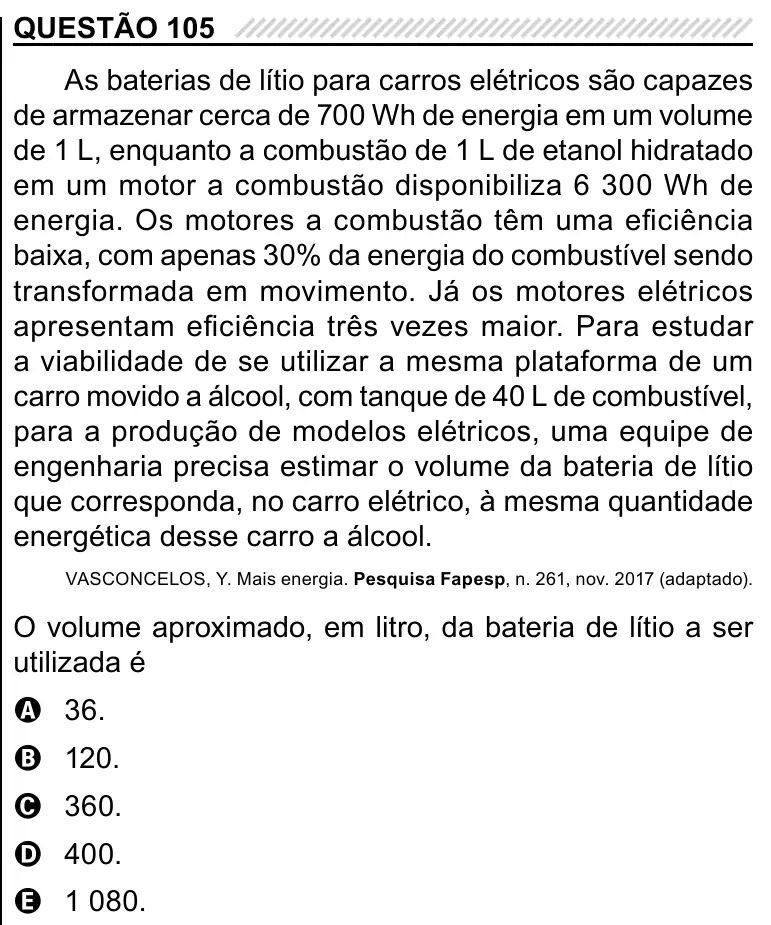 QUESTÃO 105
As baterias de lítio para carros elétricos são capazes
de armazenar cerca de 700 Wh de energia em um volume
de 1 L, enquanto a combustão de 1 L de etanol hidratado
em um motor a combustão disponibiliza 6 300 Wh de
energia. Os motores a combustão têm uma eficiência
baixa, com apenas 30% da energia do combustível sendo
transformada em movimento. Já os motores elétricos
apresentam eficiência três vezes maior. Para estudar
a viabilidade de se utilizar a mesma plataforma de um
carro movido a álcool, com tanque de 40 L de combustível,
para a produção de modelos elétricos, uma equipe de
engenharia precisa estimar o volume da bateria de lítio
que corresponda, no carro elétrico, à mesma quantidade
energética desse carro a álcool.
VASCONCELOS, Y. Mais energia. Pesquisa Fapesp, n. 261, nov. 2017 (adaptado).
O volume aproximado, em litro, da bateria de lítio a ser
utilizada é
A 36.
B 120.
C 360.
D 400.
E 1 080.